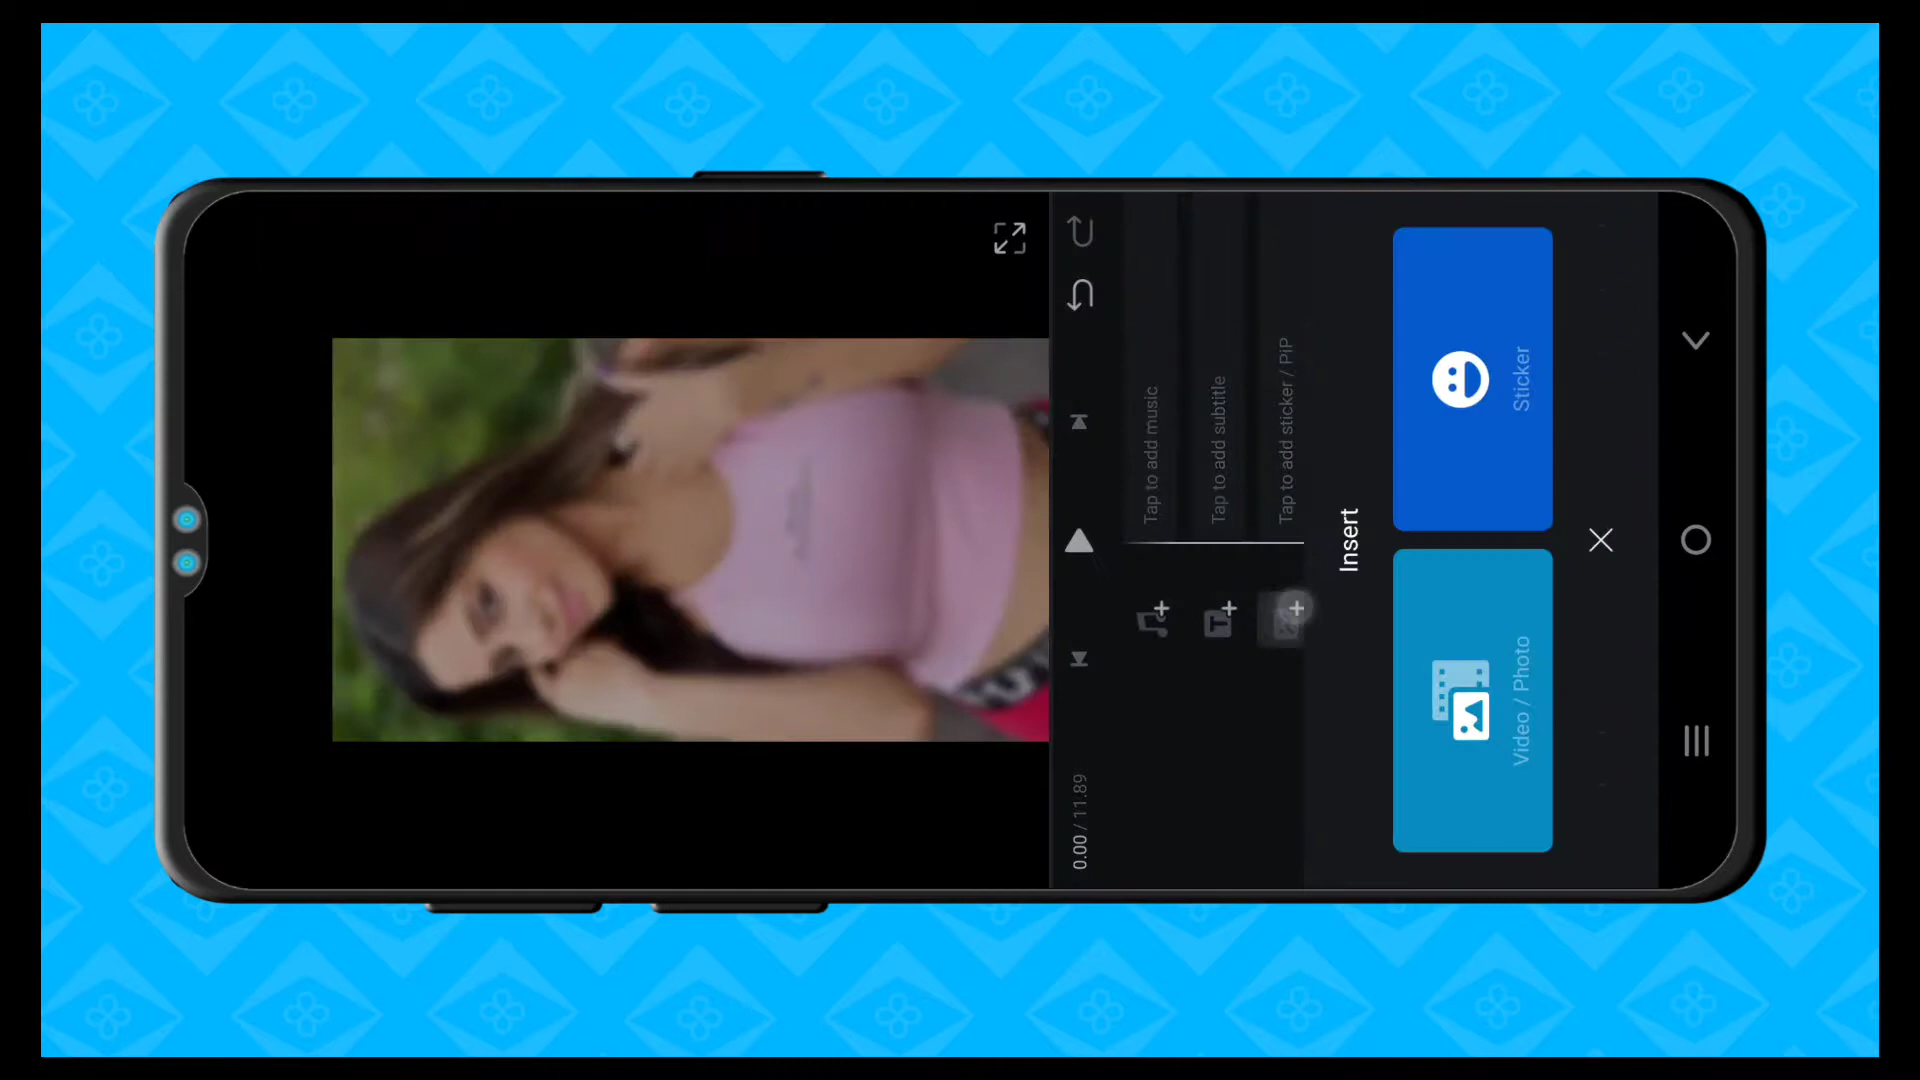 0.00 / 11.89
Tap to add music
Tap to add subtitle
Tap to add sticker / PiP
Insert
Video / Photo
Sticker